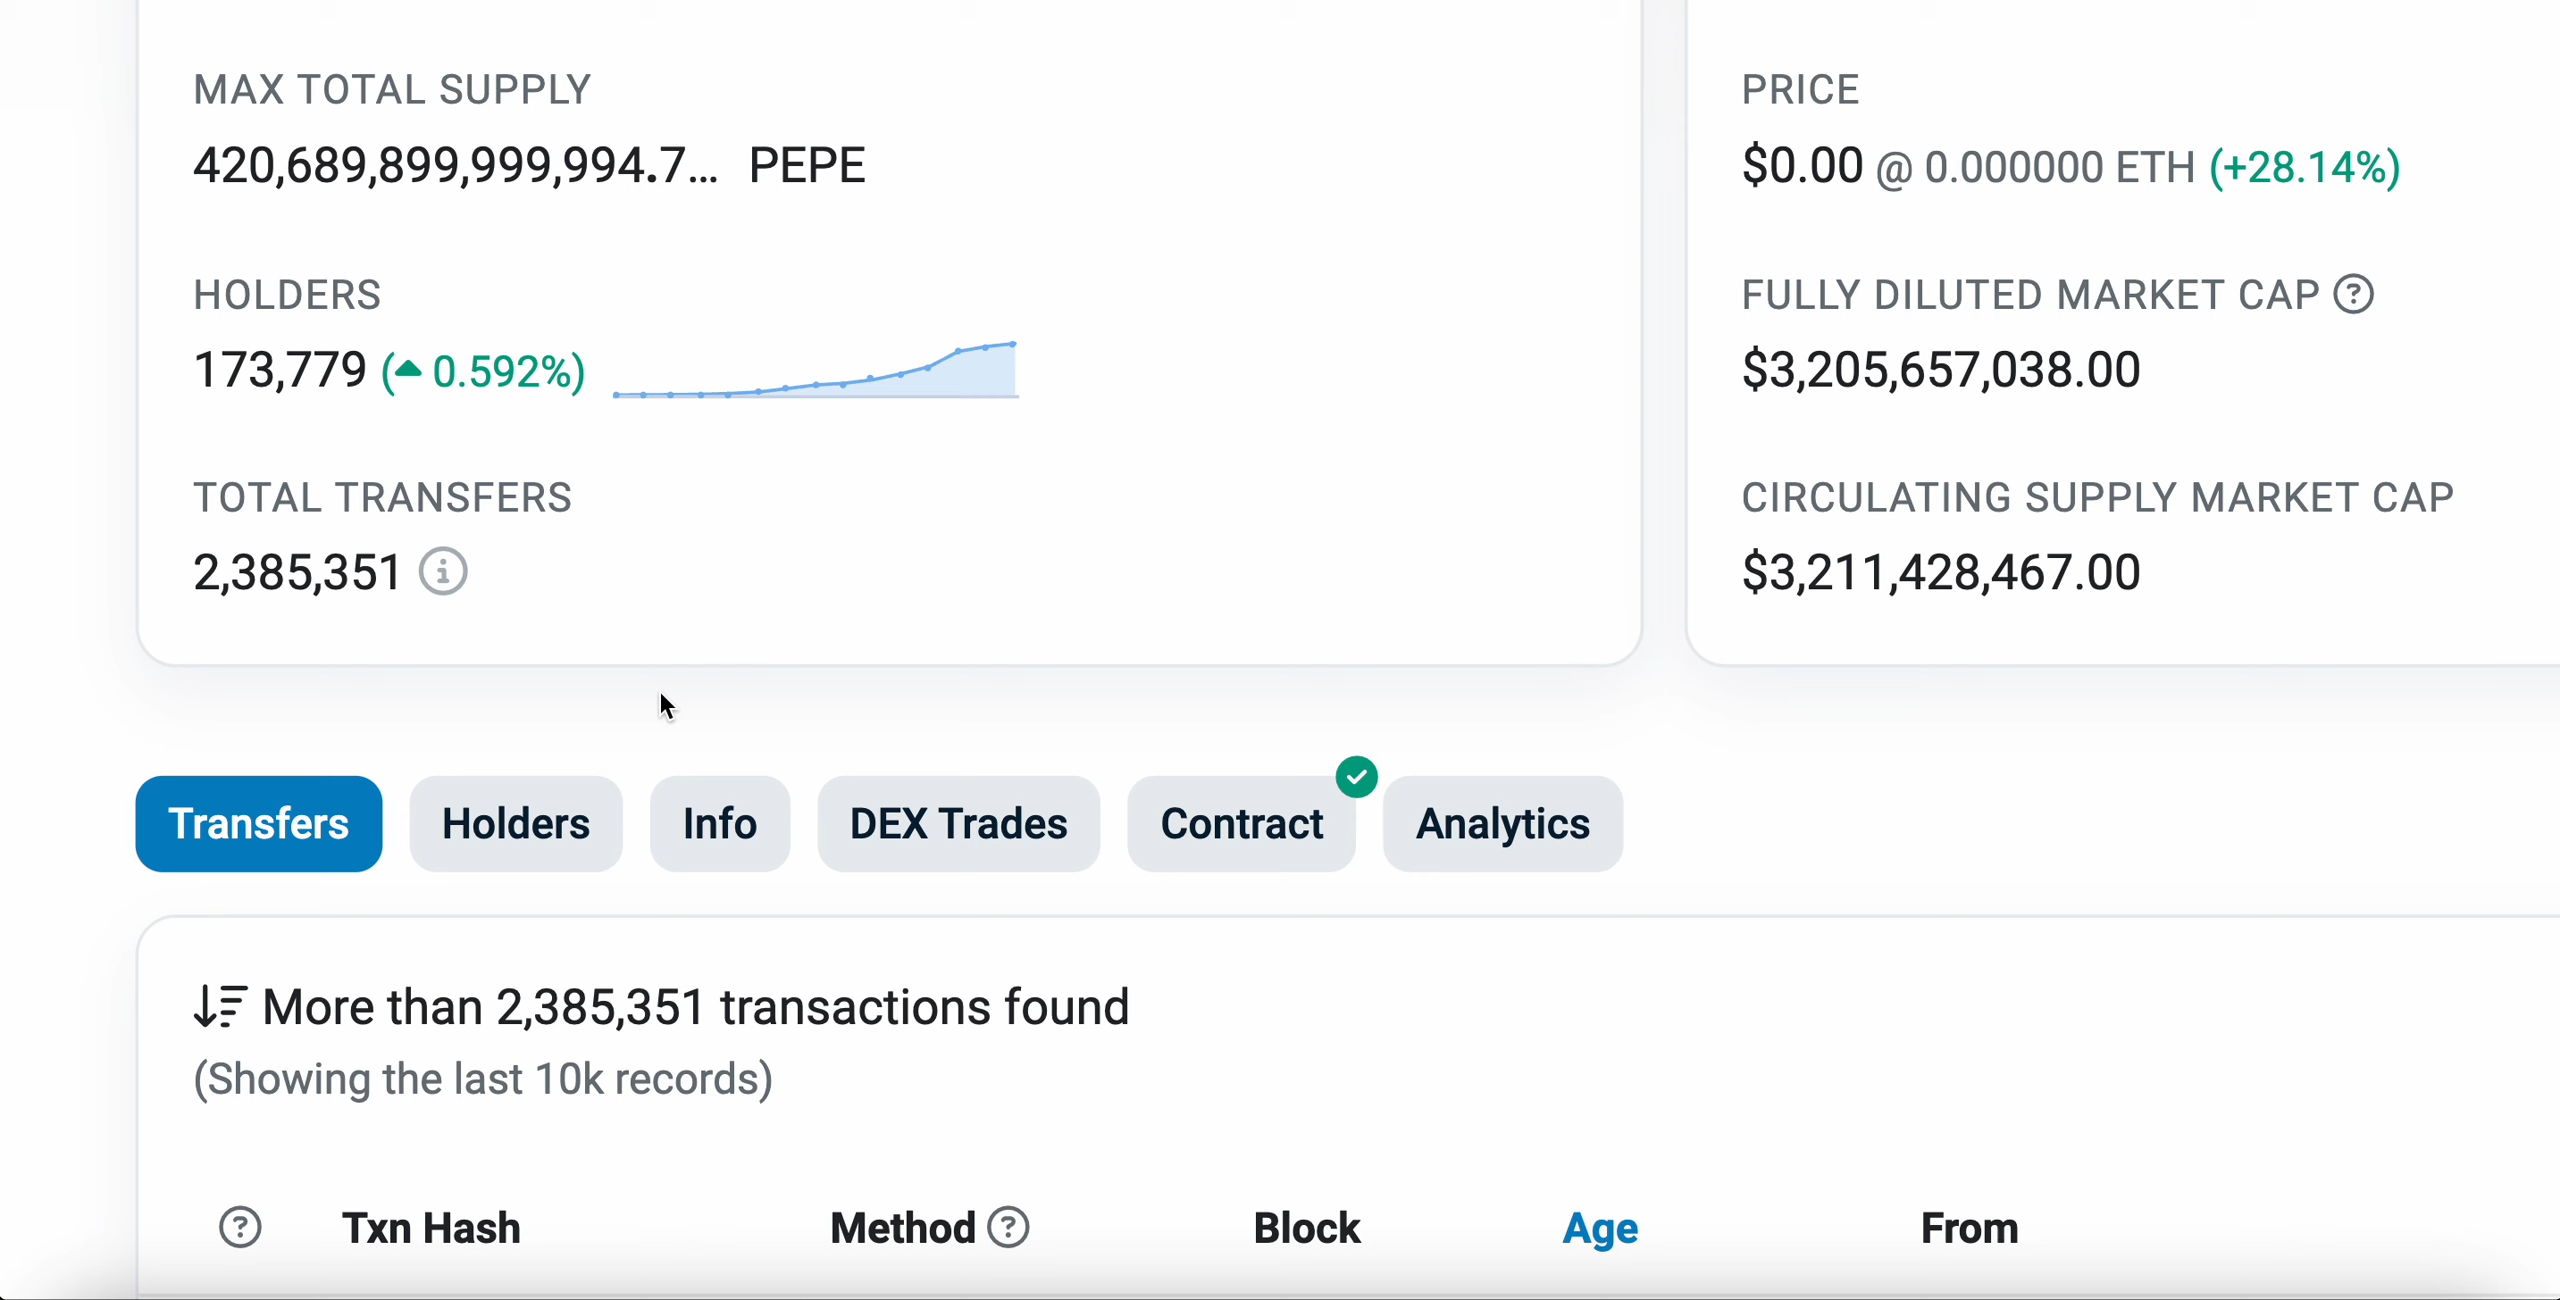 MAX TOTAL SUPPLY
420,689,899,999,994.7... PEPE
HOLDERS
173,779 (▲ 0.592%)
TOTAL TRANSFERS
2,385,351
PRICE
$0.00 @ 0.000000 ETH (+28.14%)
FULLY DILUTED MARKET CAP
$3,205,657,038.00
CIRCULATING SUPPLY MARKET CAP
$3,211,428,467.00
Transfers Holders Info DEX Trades Contract Analytics
More than 2,385,351 transactions found
(Showing the last 10k records)
Txn Hash Method Block Age From